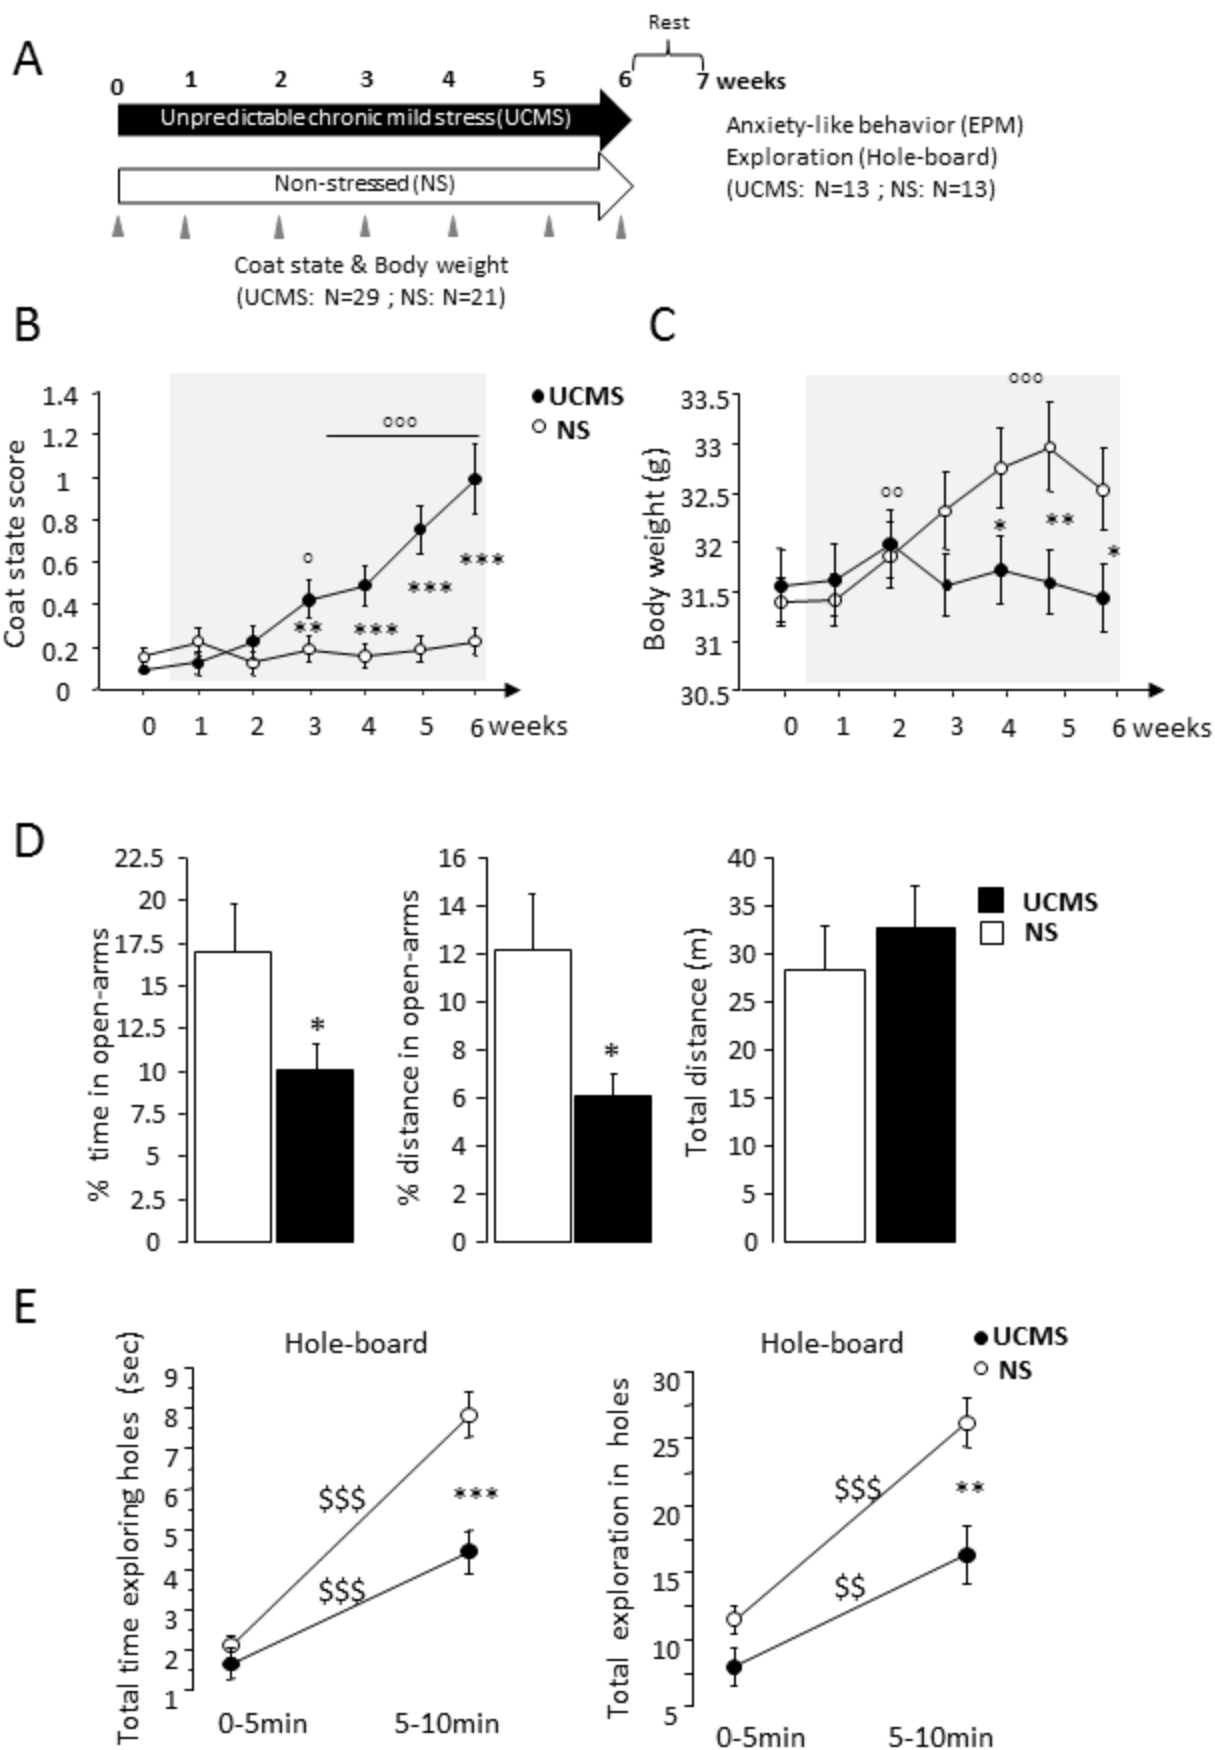 A
Rest
0 1 2 3 4 5 6 7 weeks
Unpredictable chronic mild stress(UCMS)
Non-stressed (NS)
Anxiety-like behavior (EPM)
Exploration (Hole-board)
(UCMS: N=13 ; NS: N=13)
Coat state & Body weight
(UCMS: N=29 ; NS: N=21)
B
Coat state score
1.4
1.2
1
0.8
0.6
0.4
0.2
0
°°°
°
**
***
***
***
UCMS
NS
0 1 2 3 4 5 6 weeks
C
Body weight (g)
33.5
33
32.5
32
31.5
31
30.5
°°°
°°
*
**
*
0 1 2 3 4 5 6 weeks
D
% time in open-arms
22.5
20
17.5
15
12.5
10
7.5
5
2.5
0
*
% distance in open-arms
16
14
12
10
8
6
4
2
0
*
Total distance (m)
40
35
30
25
20
15
10
5
0
UCMS
NS
E
Hole-board
Total time exploring holes (sec)
9
8
7
6
5
4
3
2
1
$$$
$$$
***
0-5min 5-10min
Hole-board
Total exploration in holes
30
25
20
15
10
5
$$$
$$
**
0-5min 5-10min
UCMS
NS